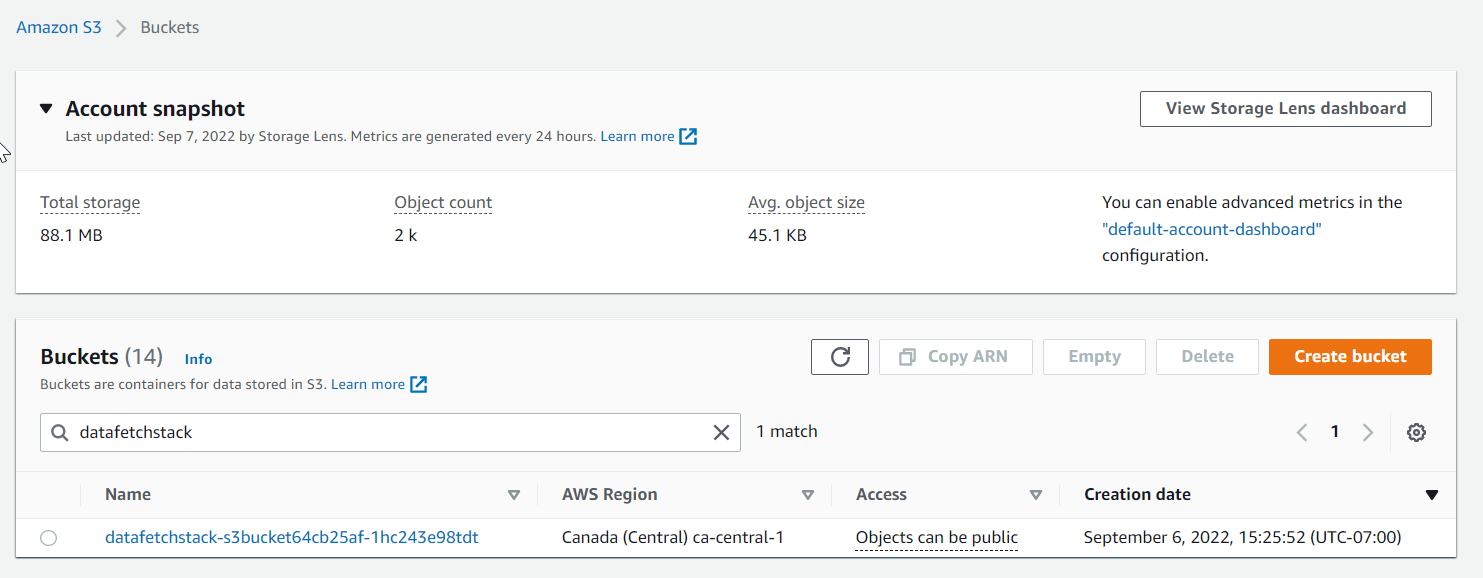 Amazon S3 > Buckets
Account snapshot
View Storage Lens dashboard
Last updated: Sep 7, 2022 by Storage Lens. Metrics are generated every 24 hours. Learn more
Total storage Object count Avg. object size You can enable advanced metrics in the
"default-account-dashboard"
88.1 MB 2 k 45.1 KB
configuration.
Buckets (14) Info
Copy ARN Empty Delete Create bucket
Buckets are containers for data stored in S3. Learn more
datafetchstack 1 match 1
Name AWS Region Access Creation date
datafetchstack-s3bucket64cb25af-1hc243e98tdt Canada (Central) ca-central-1 Objects can be public September 6, 2022, 15:25:52 (UTC-07:00)